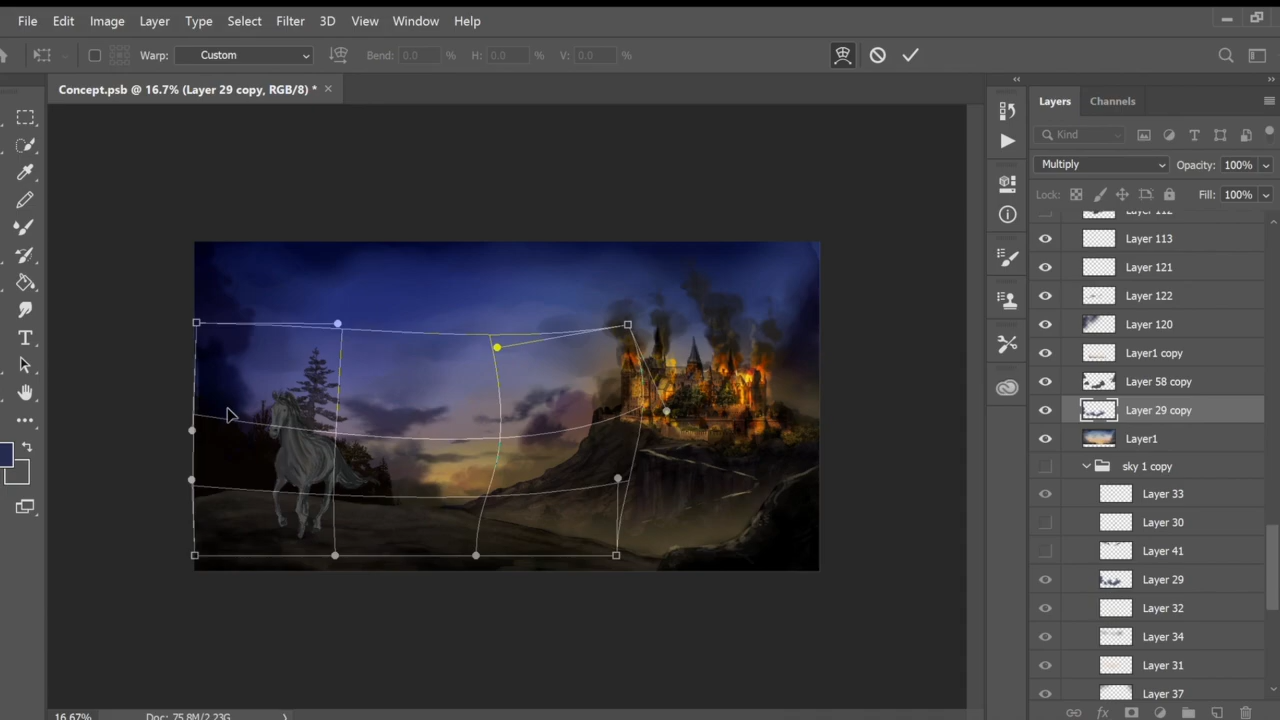 File Edit Image Layer Type Select Filter 3D View Window Help
Warp: Custom Bend: 0.0 % H: 0.0 % V: 0.0 %
Concept.psb @ 16.7% (Layer 29 copy, RGB/8) * ×
Layers Channels
Kind
Multiply Opacity: 100%
Lock: Fill: 100%
Layer 112
Layer 113
Layer 121
Layer 122
Layer 120
Layer1 copy
Layer 58 copy
Layer 29 copy
Layer1
sky 1 copy
Layer 33
Layer 30
Layer 41
Layer 29
Layer 32
Layer 34
Layer 31
Layer 37
16.67% Doc: 75.8M/2.23G